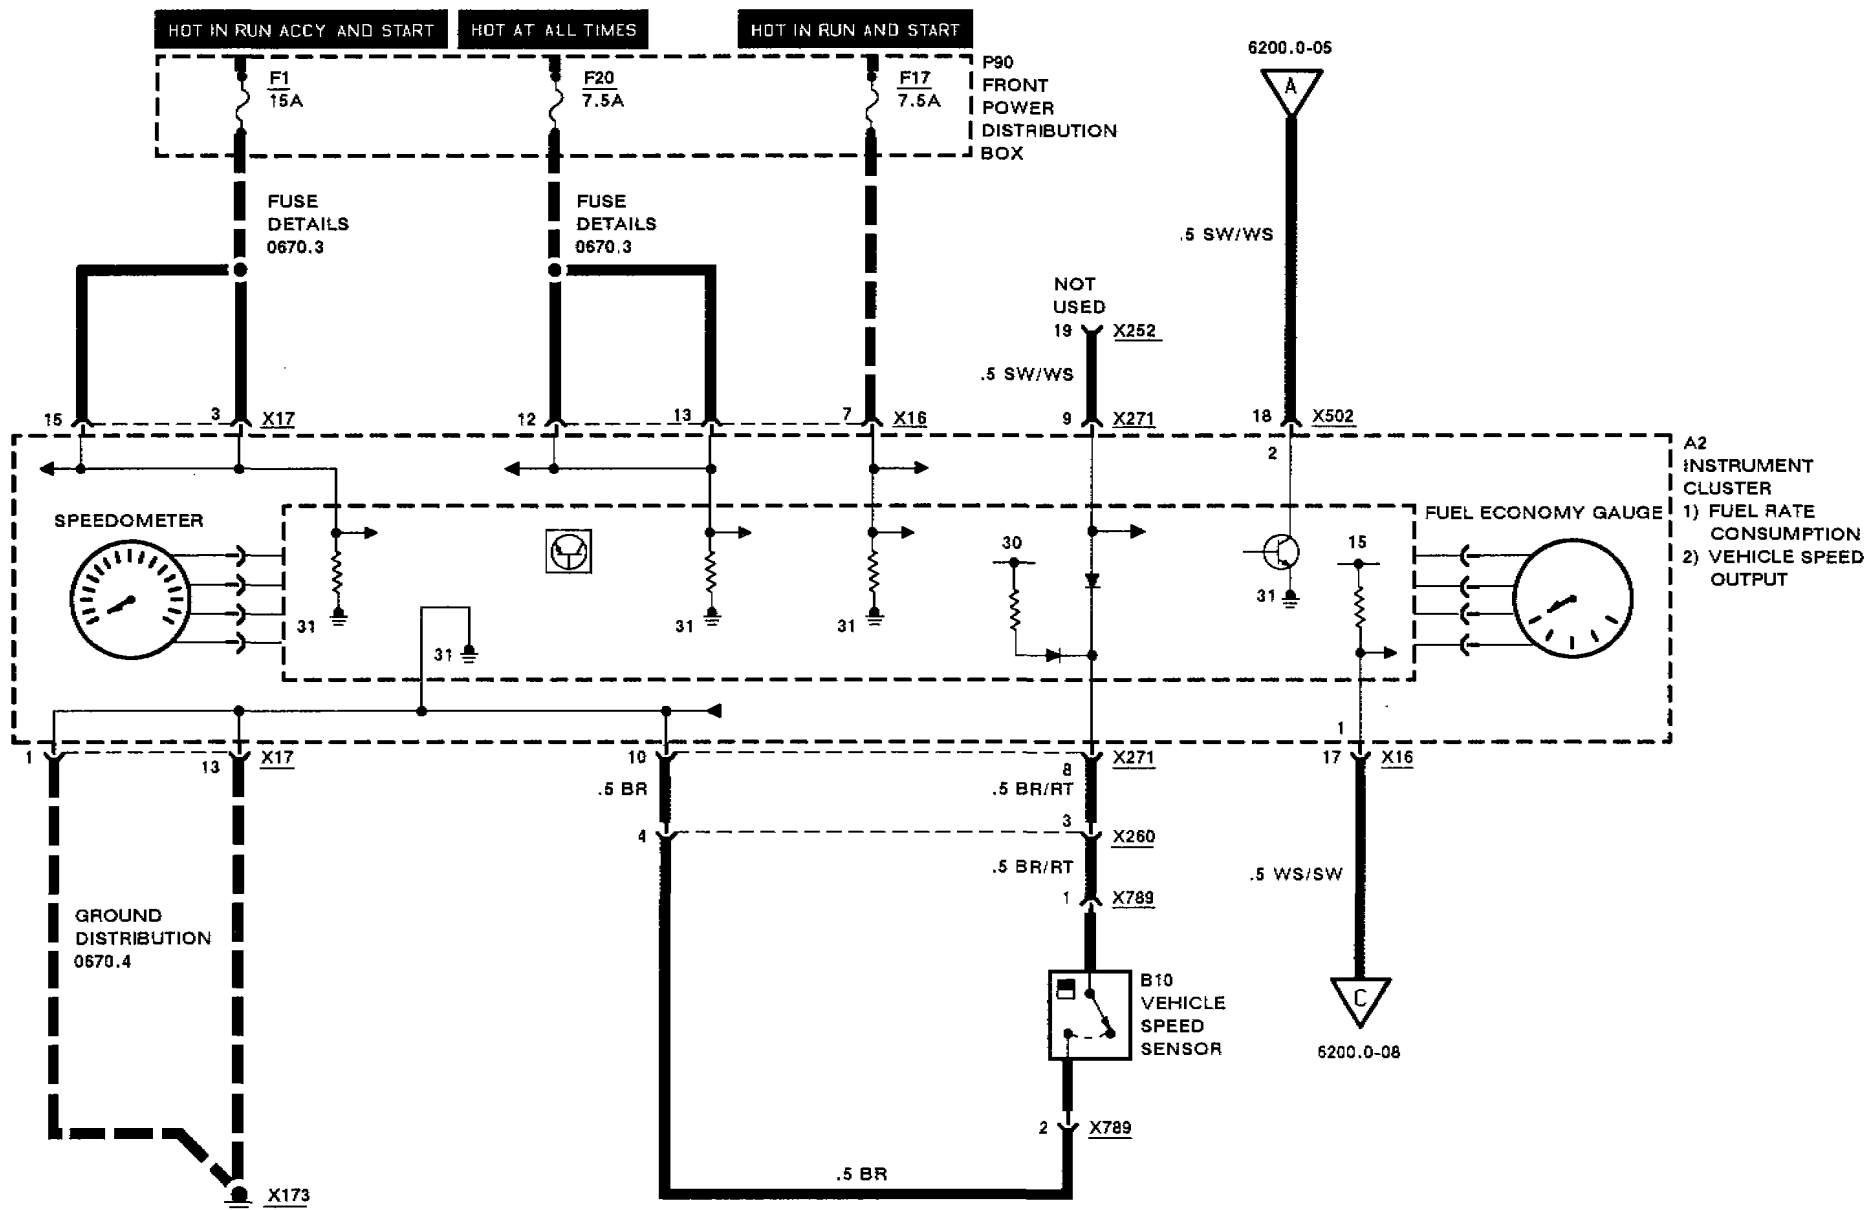 HOT IN RUN ACCY AND START
HOT AT ALL TIMES
HOT IN RUN AND START
F1
15A
F20
7.5A
F17
7.5A
P90
FRONT
POWER
DISTRIBUTION
BOX
6200.0-05
A
FUSE
DETAILS
0670.3
FUSE
DETAILS
0670.3
.5 SW/WS
NOT
USED
19
X252
.5 SW/WS
15
3
X17
12
13
7
X16
9
X271
18
X502
2
A2
INSTRUMENT
CLUSTER
1) FUEL RATE
CONSUMPTION
2) VEHICLE SPEED
OUTPUT
SPEEDOMETER
FUEL ECONOMY GAUGE
30
15
31
31
31
31
31
1
1
13
X17
10
8
X271
17
X16
.5 BR
.5 BR/RT
4
3
X260
.5 BR/RT
1
X789
.5 WS/SW
GROUND
DISTRIBUTION
0670.4
B10
VEHICLE
SPEED
SENSOR
C
6200.0-08
2
X789
.5 BR
X173